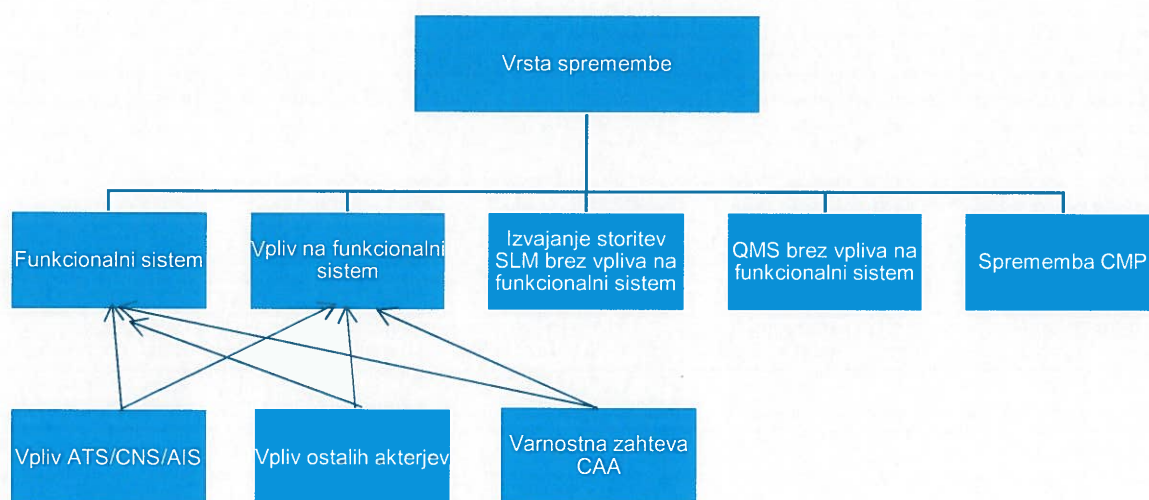 Vrsta spremembe
Funkcionalni sistem
Vpliv na funkcionalni
sistem
Izvajanje storitev
SLM brez vpliva na
funkcionalni sistem
QMS brez vpliva na
funkcionalni sistem
Sprememba CMP
Vpliv ATS/CNS/AIS
Vpliv ostalih akterjev
Varnostna zahteva
CAA